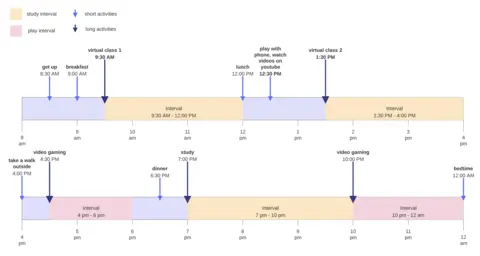 study interval
play interval
short activities
long activities
get up
8:30 AM
breakfast
9:00 AM
virtual class 1
9:30 AM
lunch
12:00 PM
play with
phone, watch
videos on
youtube
12:30 PM
virtual class 2
1:30 PM
Interval
9:30 AM - 12:00 PM
Interval
1:30 PM - 4:00 PM
8
am
9
am
10
am
11
am
12
pm
1
pm
2
pm
3
pm
4
pm
take a walk
outside
4:00 PM
video gaming
4:30 PM
dinner
6:30 PM
study
7:00 PM
video gaming
10:00 PM
bedtime
12:00 AM
Interval
4 pm - 6 pm
Interval
7 pm - 10 pm
Interval
10 pm - 12 am
4
pm
5
pm
6
pm
7
pm
8
pm
9
pm
10
pm
11
pm
12
am